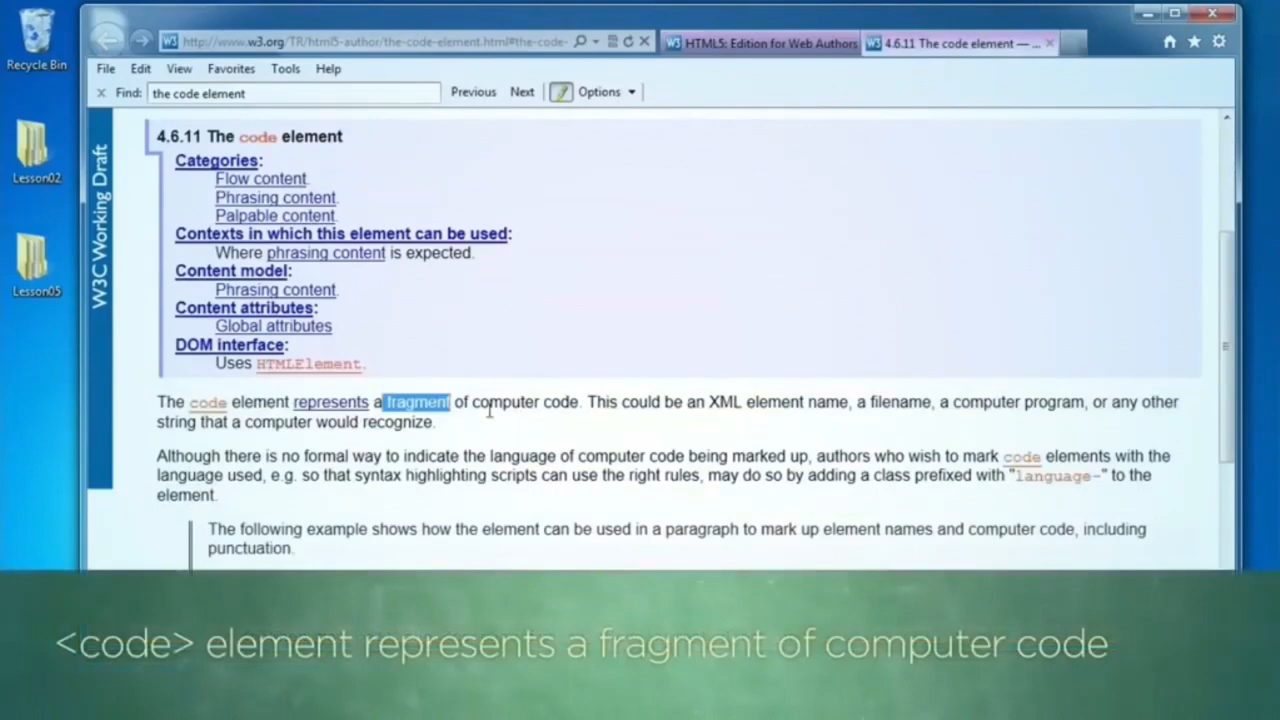 Recycle Bin
Lesson02
Lesson05
http://www.w3.org/TR/html5-author/the-code-element.html#the-code-
HTML5: Edition for Web Authors
4.6.11 The code element — ...
File Edit View Favorites Tools Help
Find: the code element Previous Next Options
W3C Working Draft
4.6.11 The code element
Categories:
Flow content.
Phrasing content.
Palpable content.
Contexts in which this element can be used:
Where phrasing content is expected.
Content model:
Phrasing content.
Content attributes:
Global attributes
DOM interface:
Uses HTMLElement.
The code element represents a fragment of computer code. This could be an XML element name, a filename, a computer program, or any other
string that a computer would recognize.
Although there is no formal way to indicate the language of computer code being marked up, authors who wish to mark code elements with the
language used, e.g. so that syntax highlighting scripts can use the right rules, may do so by adding a class prefixed with "language-" to the
element.
The following example shows how the element can be used in a paragraph to mark up element names and computer code, including
punctuation.
<code> element represents a fragment of computer code